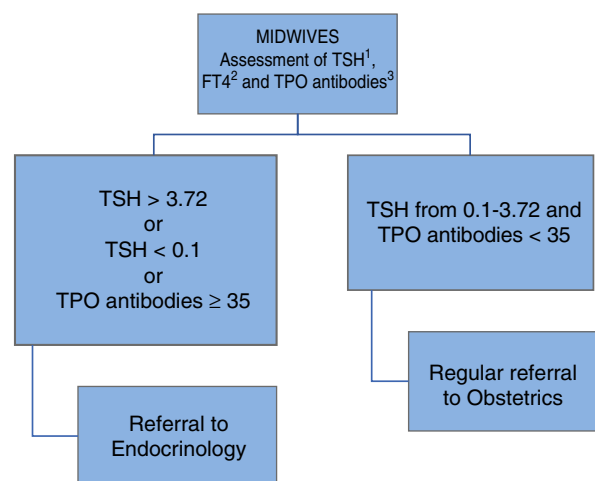 MIDWIVES
Assessment of TSH¹,
FT4² and TPO antibodies³
TSH > 3.72
or
TSH < 0.1
or
TPO antibodies ≥ 35
TSH from 0.1-3.72 and
TPO antibodies < 35
Referral to
Endocrinology
Regular referral
to Obstetrics